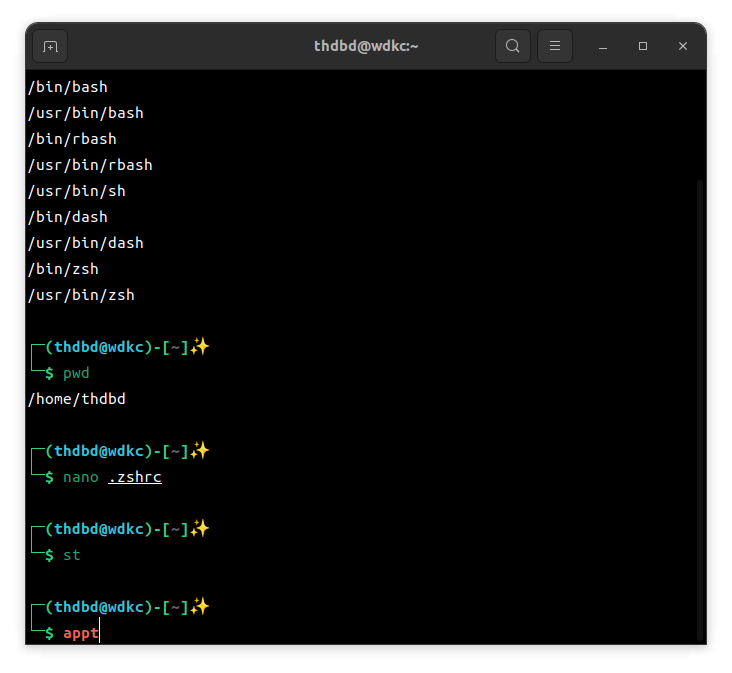 thdbd@wdkc:~
/bin/bash
/usr/bin/bash
/bin/rbash
/usr/bin/rbash
/usr/bin/sh
/bin/dash
/usr/bin/dash
/bin/zsh
/usr/bin/zsh
┌─(thdbd@wdkc)-[~]✨
└─$ pwd
/home/thdbd
┌─(thdbd@wdkc)-[~]✨
└─$ nano .zshrc
┌─(thdbd@wdkc)-[~]✨
└─$ st
┌─(thdbd@wdkc)-[~]✨
└─$ appt